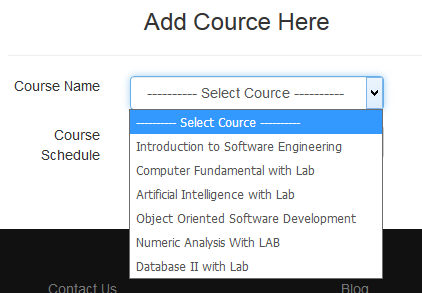 Add Cource Here
Course Name
---------- Select Cource ----------
---------- Select Cource ----------
Introduction to Software Engineering
Course Schedule
Computer Fundamental with Lab
Artificial Intelligence with Lab
Object Oriented Software Development
Numeric Analysis With LAB
Database II with Lab
Contact Us
Blog